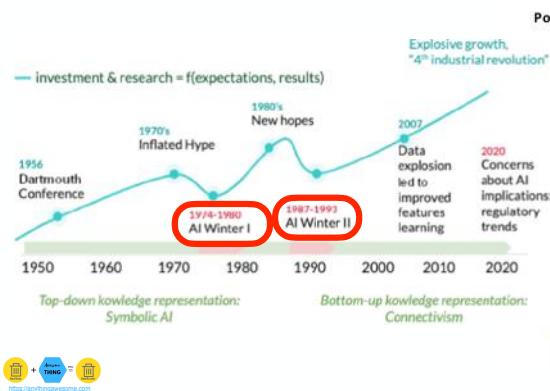 Po
Explosive growth,
"4th industrial revolution"
investment & research = f(expectations, results)
1980's
New hopes
1970's
Inflated Hype
1956
Dartmouth
Conference
2007
Data
explosion
led to
improved
features
learning
2020
Concerns
about AI
implications:
regulatory
trends
1974-1980
AI Winter I
1987-1993
AI Winter II
1950 1960 1970 1980 1990 2000 2010 2020
Top-down kowledge representation:
Symbolic AI
Bottom-up kowledge representation:
Connectivism
THING
https://anythingawesome.com